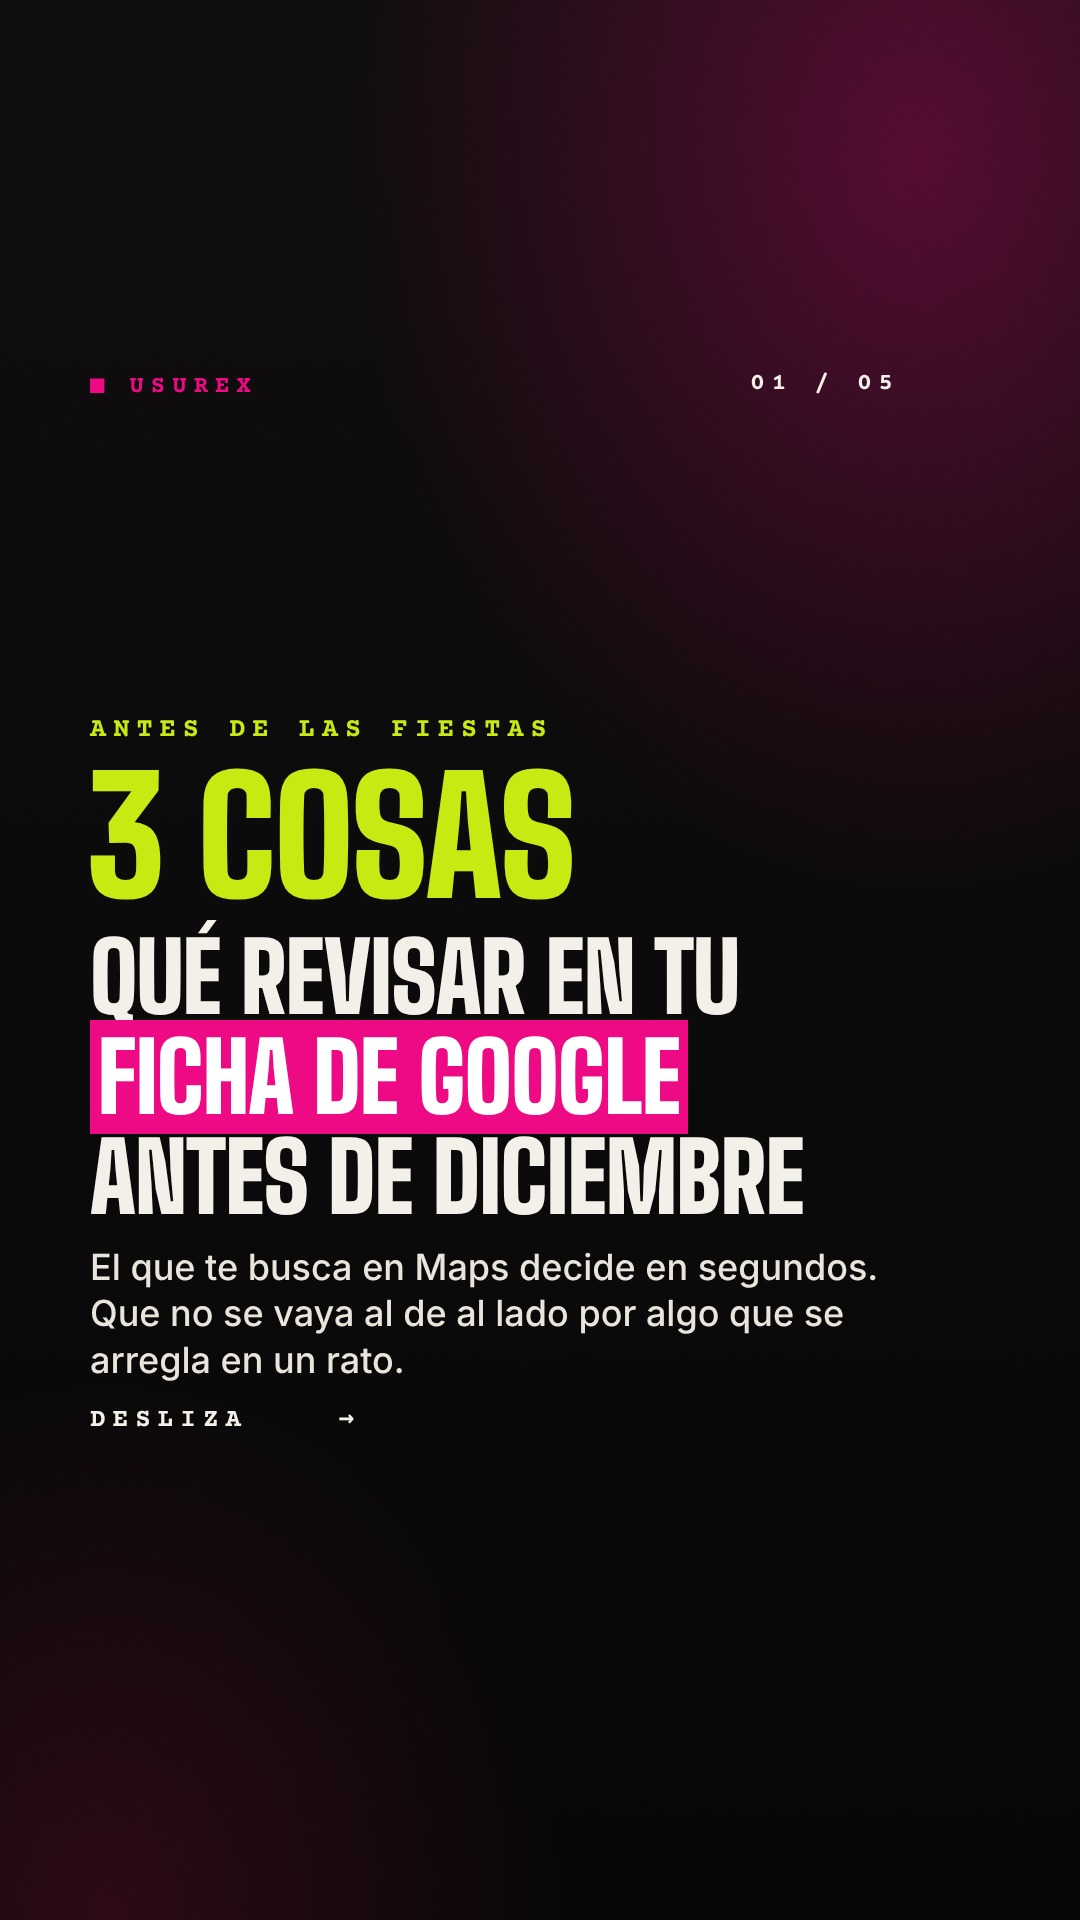 USUREX
01 / 05
ANTES DE LAS FIESTAS
3 COSAS
QUÉ REVISAR EN TU
FICHA DE GOOGLE
ANTES DE DICIEMBRE
El que te busca en Maps decide en segundos.
Que no se vaya al de al lado por algo que se
arregla en un rato.
DESLIZA →